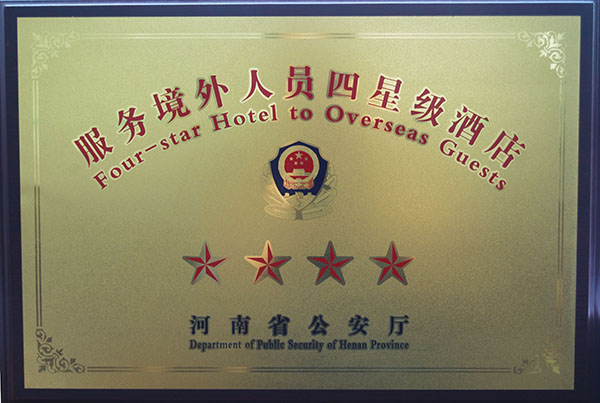 服务境外人员四星级酒店
Four-star Hotel to Overseas Guests
河南省公安厅
Department of Public Security of Henan Province